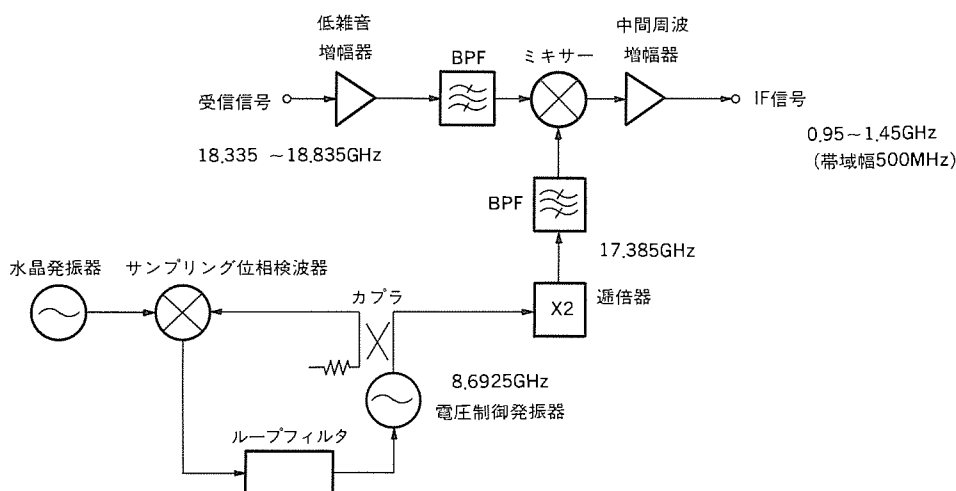 低雑音
増幅器
BPF
ミキサー
中間周波
増幅器
受信信号
IF信号
18.335 ~18.835GHz
0.95~1.45GHz
(帯域幅500MHz)
BPF
17.385GHz
水晶発振器
サンプリング位相検波器
カプラ
X2
逓倍器
8.6925GHz
電圧制御発振器
ループフィルタ